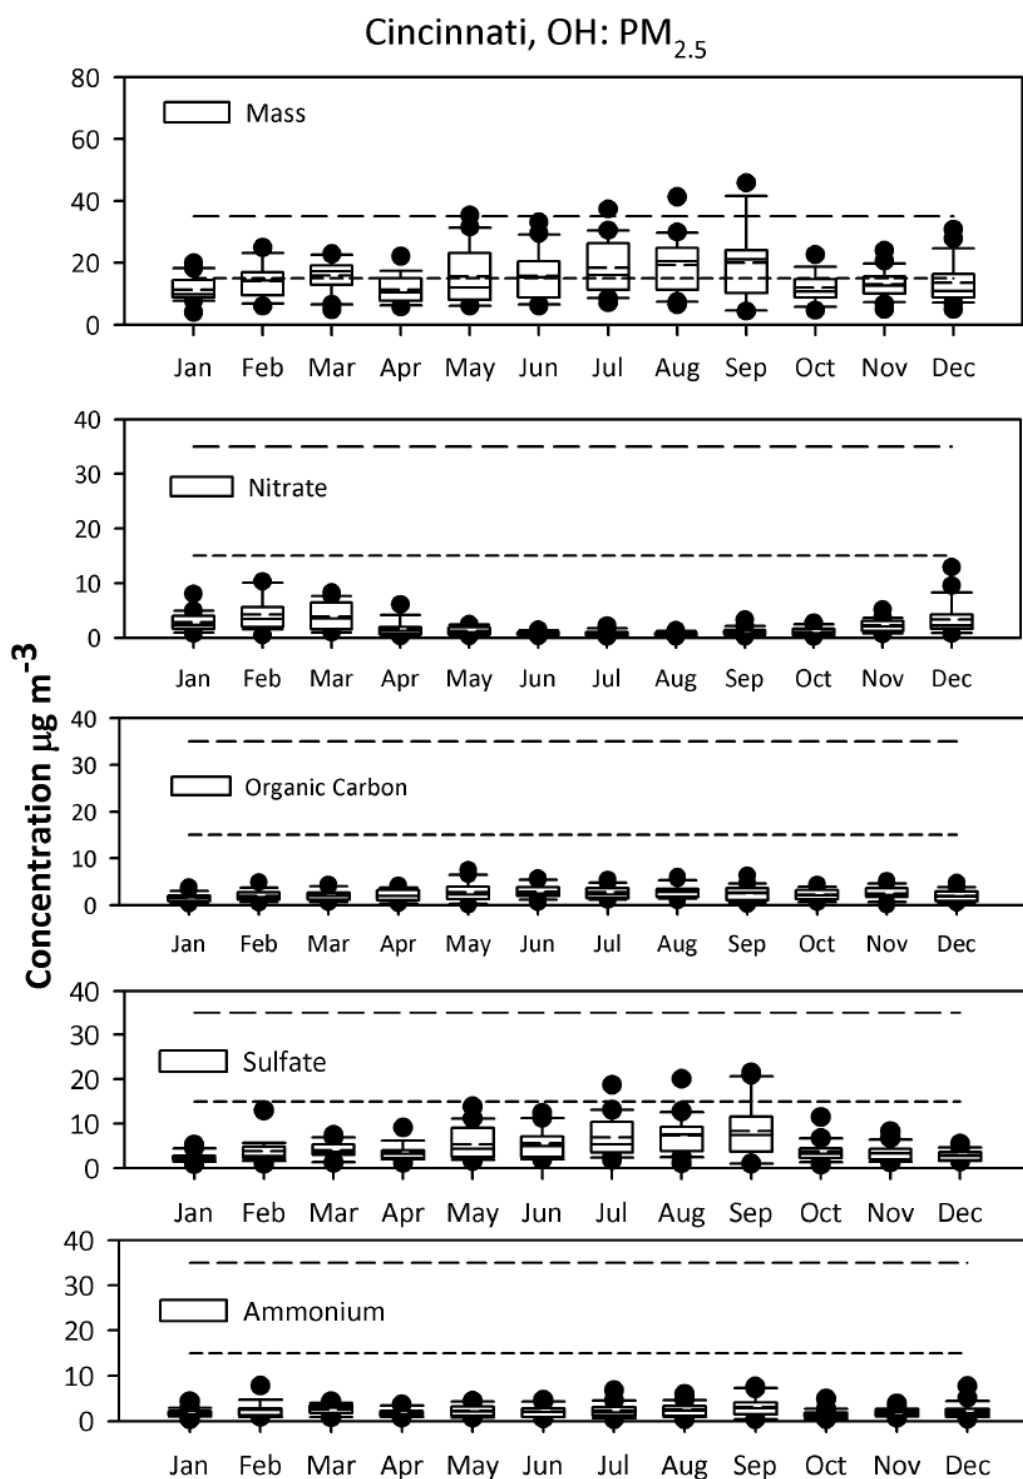 Cincinnati, OH: PM2.5
Concentration µg m-3
80
Mass
60
40
20
0
Jan Feb Mar Apr May Jun Jul Aug Sep Oct Nov Dec
40
30
Nitrate
20
10
0
Jan Feb Mar Apr May Jun Jul Aug Sep Oct Nov Dec
40
30
Organic Carbon
20
10
0
Jan Feb Mar Apr May Jun Jul Aug Sep Oct Nov Dec
40
30
Sulfate
20
10
0
Jan Feb Mar Apr May Jun Jul Aug Sep Oct Nov Dec
40
30
Ammonium
20
10
0
Jan Feb Mar Apr May Jun Jul Aug Sep Oct Nov Dec